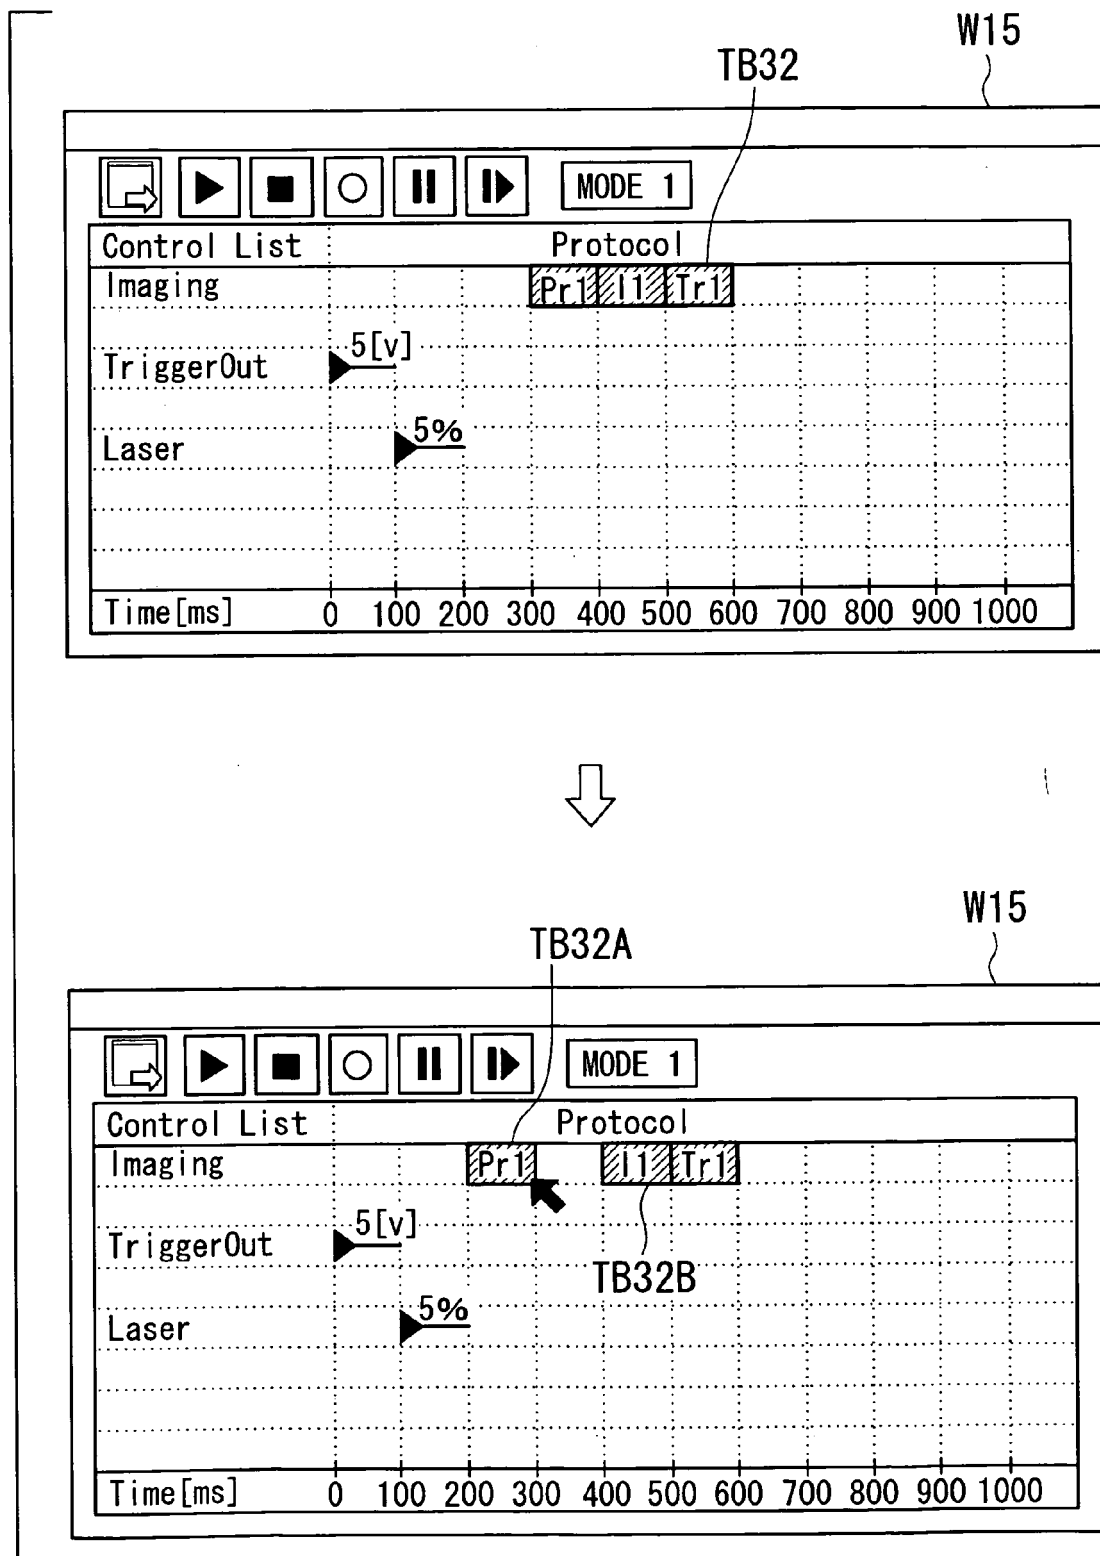 W15
TB32
MODE 1
Control List Protocol
Imaging Pr1 I1 Tr1
5[v]
TriggerOut
5%
Laser
Time[ms] 0 100 200 300 400 500 600 700 800 900 1000
W15
TB32A
MODE 1
Control List Protocol
Imaging Pr1 I1 Tr1
5[v]
TriggerOut
TB32B
5%
Laser
Time[ms] 0 100 200 300 400 500 600 700 800 900 1000